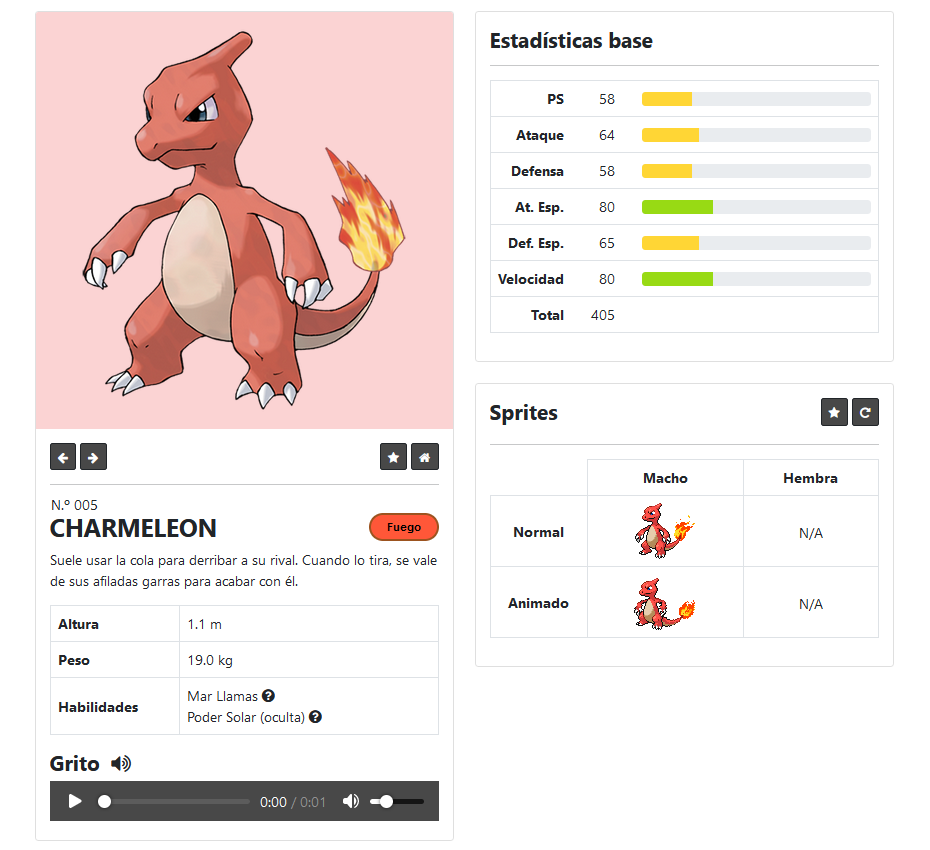 N.º 005
CHARMELEON
Fuego
Suele usar la cola para derribar a su rival. Cuando lo tira, se vale
de sus afiladas garras para acabar con él.
Altura 1.1 m
Peso 19.0 kg
Habilidades Mar Llamas ?
Poder Solar (oculta) ?
Grito
0:00 / 0:01
Estadísticas base
PS 58
Ataque 64
Defensa 58
At. Esp. 80
Def. Esp. 65
Velocidad 80
Total 405
Sprites
Macho Hembra
Normal N/A
Animado N/A